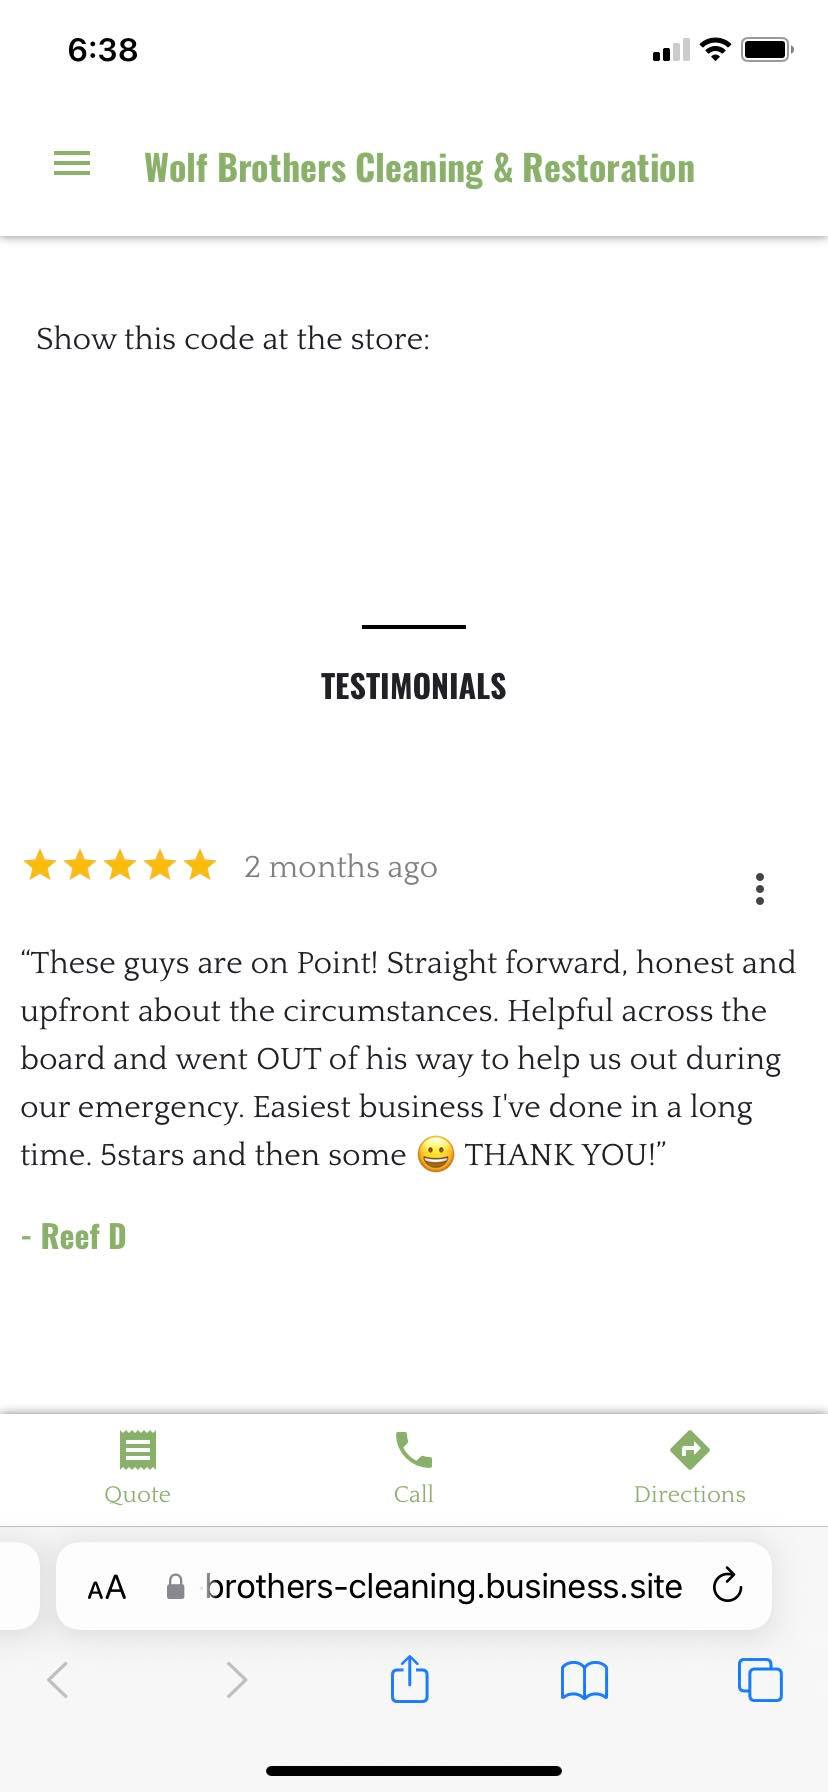 6:38
Wolf Brothers Cleaning & Restoration
Show this code at the store:
TESTIMONIALS
2 months ago
“These guys are on Point! Straight forward, honest and
upfront about the circumstances. Helpful across the
board and went OUT of his way to help us out during
our emergency. Easiest business I've done in a long
time. 5stars and then some 😀 THANK YOU!”
- Reef D
Quote Call Directions
AA brothers-cleaning.business.site